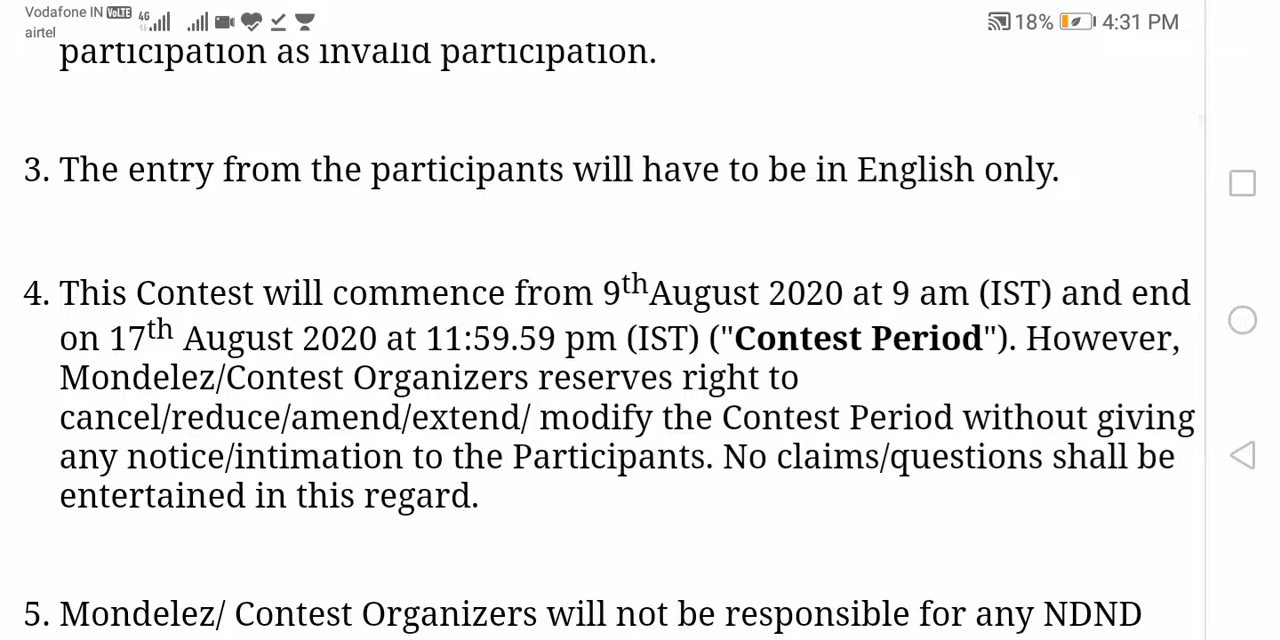 Vodafone IN VoLTE 4G 18% 4:31 PM
airtel
participation as invalid participation.
3. The entry from the participants will have to be in English only.
4. This Contest will commence from 9th August 2020 at 9 am (IST) and end
on 17th August 2020 at 11:59.59 pm (IST) ("Contest Period"). However,
Mondelez/Contest Organizers reserves right to
cancel/reduce/amend/extend/ modify the Contest Period without giving
any notice/intimation to the Participants. No claims/questions shall be
entertained in this regard.
5. Mondelez/ Contest Organizers will not be responsible for any NDND